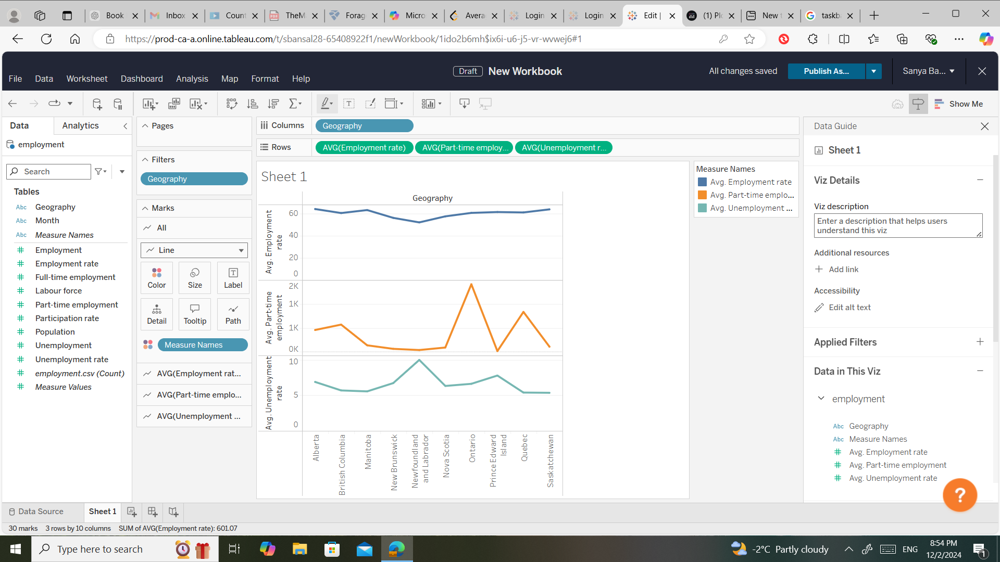 Book
Inbox
Count
TheM
Forag
Micro
Avera
Login
Login
Edit |
(1) Plo
New t
taskb
https://prod-ca-a.online.tableau.com/t/sbansal28-65408922f1/newWorkbook/1ido2b6mh$ix6i-u6-j5-vr-wvwej6#1
File
Data
Worksheet
Dashboard
Analysis
Map
Format
Help
Draft
New Workbook
All changes saved
Publish As...
Sanya Ba...
Show Me
Data
Analytics
employment
Search
Tables
Abc Geography
Abc Month
Abc Measure Names
Employment
Employment rate
Full-time employment
Labour force
Part-time employment
Participation rate
Population
Unemployment
Unemployment rate
employment.csv (Count)
Measure Values
Pages
Filters
Geography
Marks
All
Line
Color
Size
Label
Detail
Tooltip
Path
Measure Names
AVG(Employment rat...
AVG(Part-time emplo...
AVG(Unemployment ...
Columns
Geography
Rows
AVG(Employment rate)
AVG(Part-time employ...
AVG(Unemployment r...
Sheet 1
Geography
Avg. Employment
rate
60
40
20
0
Avg. Part-time
employment
2K
1K
1K
0K
Avg. Unemployment
rate
10
5
0
Alberta
British Columbia
Manitoba
New Brunswick
Newfoundland
and Labrador
Nova Scotia
Ontario
Prince Edward
Island
Quebec
Saskatchewan
Measure Names
Avg. Employment rate
Avg. Part-time emplo...
Avg. Unemployment ...
Data Guide
Sheet 1
Viz Details
Viz description
Enter a description that helps users
understand this viz
Additional resources
Add link
Accessibility
Edit alt text
Applied Filters
Data in This Viz
employment
Abc Geography
Abc Measure Names
Avg. Employment rate
Avg. Part-time employment
Avg. Unemployment rate
?
Data Source
Sheet 1
30 marks
3 rows by 10 columns
SUM of AVG(Employment rate): 601.07
Type here to search
-2°C Partly cloudy
ENG
8:54 PM
12/2/2024
1